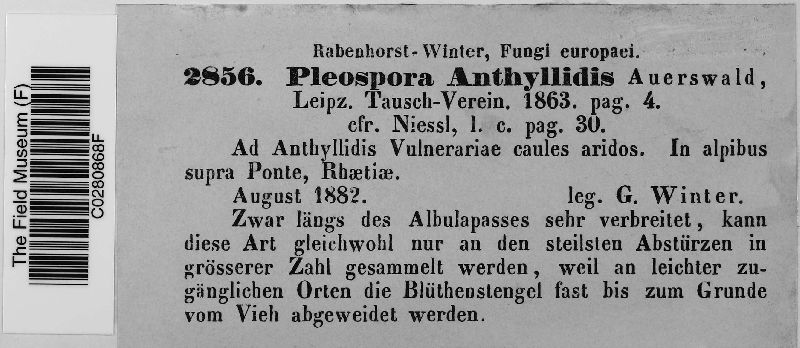 The Field Museum (F)
C0280868F
Rabenhorst-Winter, Fungi europaei.
2856. Pleospora Anthyllidis Auerswald,
Leipz. Tausch-Verein. 1863. pag. 4.
cfr. Niessl, l. c. pag. 30.
Ad Anthyllidis Vulnerariae caules aridos. In alpibus
supra Ponte, Rhætiæ.
August 1882. leg. G. Winter.
Zwar längs des Albulapasses sehr verbreitet, kann
diese Art gleichwohl nur an den steilsten Abstürzen in
grösserer Zahl gesammelt werden, weil an leichter zu-
gänglichen Orten die Blüthenstengel fast bis zum Grunde
vom Vieh abgeweidet werden.